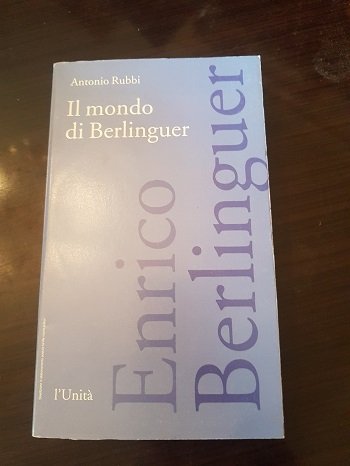 Antonio Rubbi
Il mondo
di Berlinguer
Enrico
Berlinguer
l'Unità